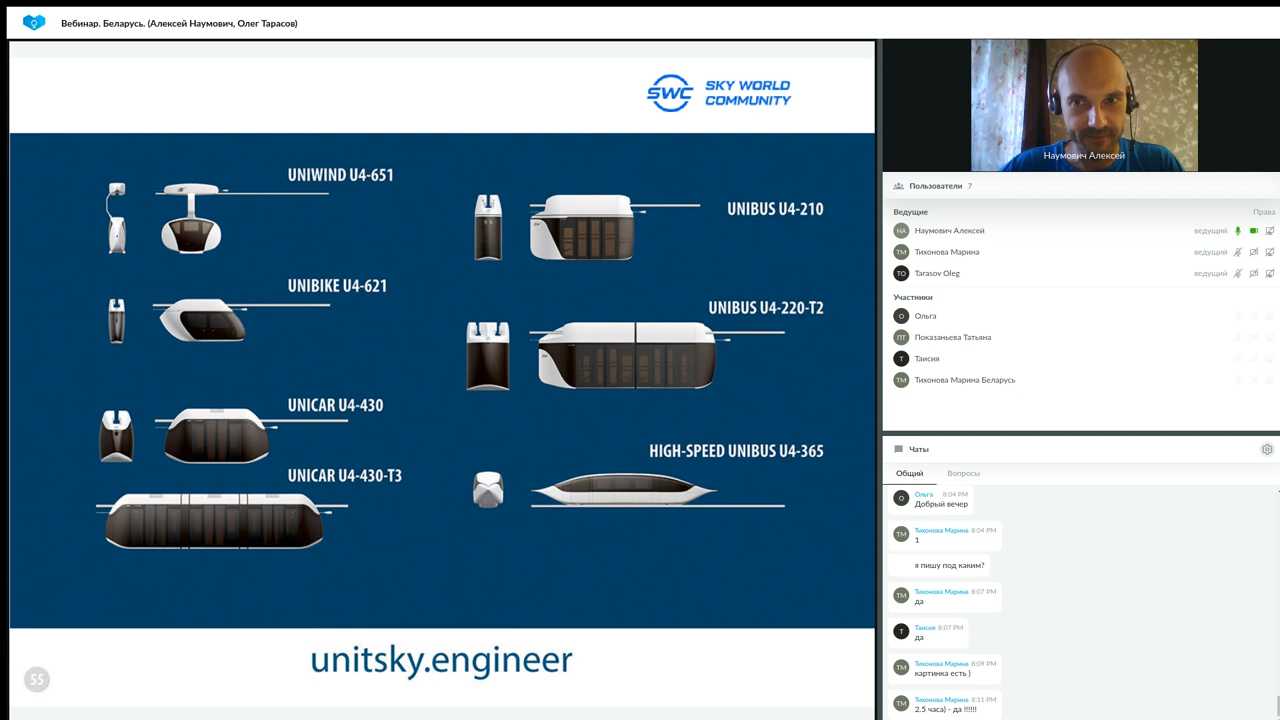 Вебинар. Беларусь. (Алексей Наумович, Олег Тарасов)
SWC SKY WORLD
COMMUNITY
UNIWIND U4-651
UNIBUS U4-210
UNIBIKE U4-621
UNIBUS U4-220-T2
UNICAR U4-430
HIGH-SPEED UNIBUS U4-365
UNICAR U4-430-T3
unitsky.engineer
55
Наумович Алексей
Пользователи 7
Ведущие Права
НА Наумович Алексей ведущий
ТМ Тихонова Марина ведущий
TO Tarasov Oleg ведущий
Участники
О Ольга
ПТ Показаньева Татьяна
Т Таисия
ТМ Тихонова Марина Беларусь
Чаты
Общий Вопросы
О Ольга 8:04 PM
Добрый вечер
ТМ Тихонова Марина 8:04 PM
1
я пишу под каким?
ТМ Тихонова Марина 8:07 PM
да
Т Таисия 8:07 PM
да
ТМ Тихонова Марина 8:09 PM
картинка есть )
ТМ Тихонова Марина 8:11 PM
2.5 часа) - да !!!!!!